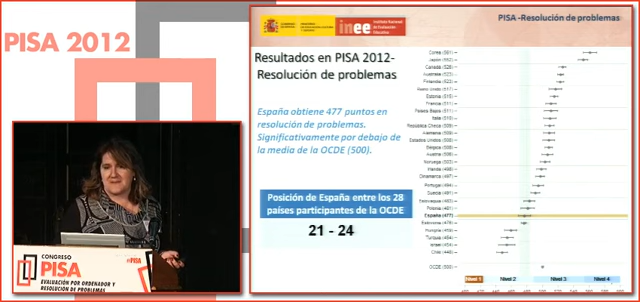 PISA 2012
CONGRESO
PISA
#PISA
EVALUACIÓN POR ORDENADOR Y
RESOLUCIÓN DE PROBLEMAS
inee
Instituto Nacional
de Evaluación
Educativa
PISA -Resolución de problemas
Resultados en PISA 2012-
Resolución de problemas
España obtiene 477 puntos en
resolución de problemas.
Significativamente por debajo de
la media de la OCDE (500).
Posición de España entre los 28
países participantes de la OCDE
21 - 24
Corea (561)
Japón (552)
Canadá (526)
Australia (523)
Finlandia (523)
Reino Unido (517)
Estonia (515)
Francia (511)
Países Bajos (511)
Italia (510)
República Checa (509)
Alemania (509)
Estados Unidos (508)
Bélgica (508)
Austria (506)
Noruega (503)
Irlanda (498)
Dinamarca (497)
Portugal (494)
Suecia (491)
Eslovaquia (483)
Polonia (481)
España (477)
Eslovenia (476)
Hungría (459)
Turquía (454)
Israel (454)
Chile (448)
OCDE (500)
Nivel 1
Nivel 2
Nivel 3
Nivel 4